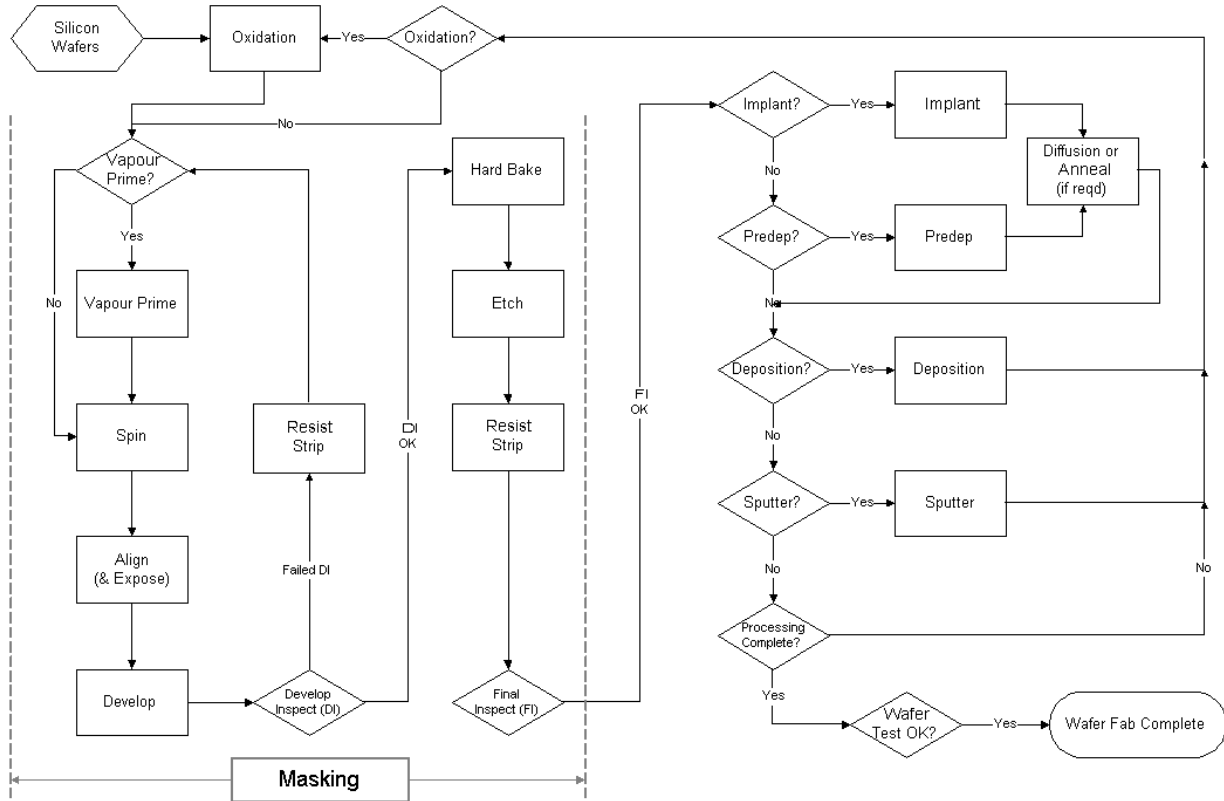 Silicon
Wafers
Oxidation
Yes
Oxidation?
No
Vapour
Prime?
Yes
No
Vapour Prime
Spin
Align
(& Expose)
Develop
Develop
Inspect (DI)
Failed DI
Resist
Strip
DI
OK
Hard Bake
Etch
Resist
Strip
Final
Inspect (FI)
FI
OK
Masking
Implant?
Yes
Implant
No
Diffusion or
Anneal
(if reqd)
Predep?
Yes
Predep
No
Deposition?
Yes
Deposition
No
Sputter?
Yes
Sputter
No
Processing
Complete?
No
Yes
Wafer
Test OK?
Yes
Wafer Fab Complete